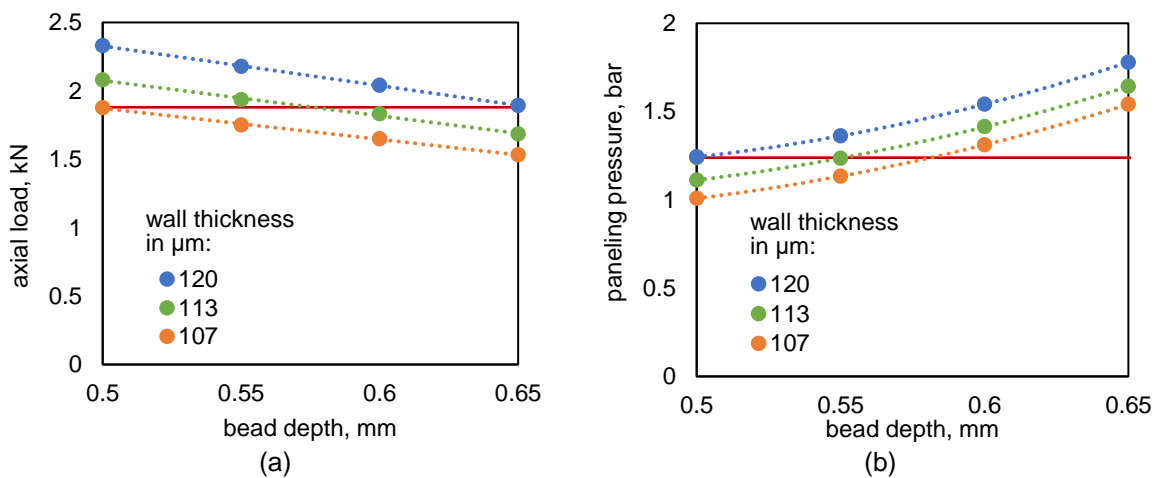 2.5
2
1.5
1
0.5
0
axial load, kN
wall thickness
in µm:
120
113
107
0.5
0.55
0.6
0.65
bead depth, mm
(a)
2
1.5
1
0.5
0
paneling pressure, bar
wall thickness
in µm:
120
113
107
0.5
0.55
0.6
0.65
bead depth, mm
(b)